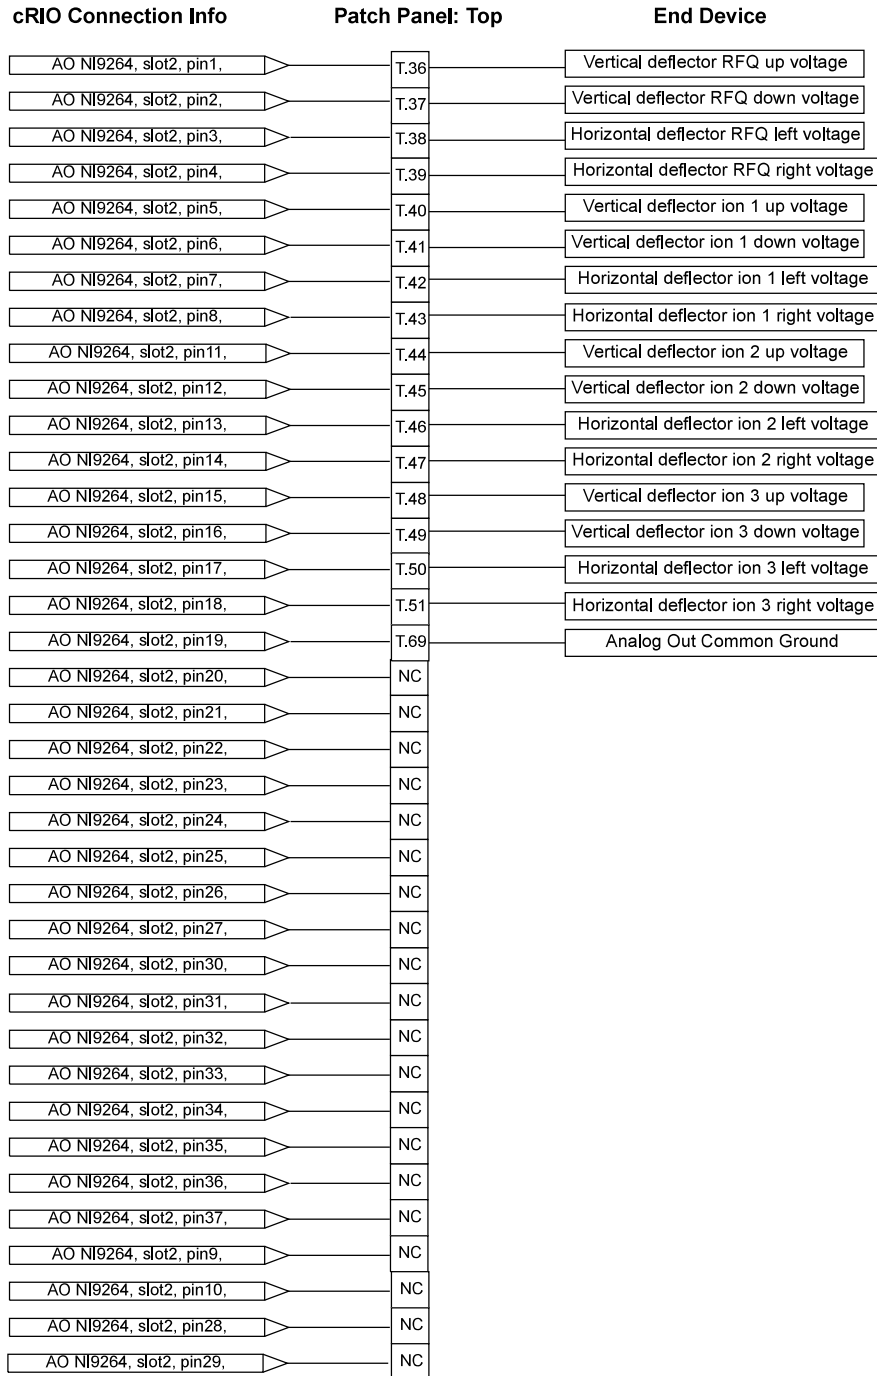 cRIO Connection Info Patch Panel: Top End Device
AO NI9264, slot2, pin1, T.36 Vertical deflector RFQ up voltage
AO NI9264, slot2, pin2, T.37 Vertical deflector RFQ down voltage
AO NI9264, slot2, pin3, T.38 Horizontal deflector RFQ left voltage
AO NI9264, slot2, pin4, T.39 Horizontal deflector RFQ right voltage
AO NI9264, slot2, pin5, T.40 Vertical deflector ion 1 up voltage
AO NI9264, slot2, pin6, T.41 Vertical deflector ion 1 down voltage
AO NI9264, slot2, pin7, T.42 Horizontal deflector ion 1 left voltage
AO NI9264, slot2, pin8, T.43 Horizontal deflector ion 1 right voltage
AO NI9264, slot2, pin11, T.44 Vertical deflector ion 2 up voltage
AO NI9264, slot2, pin12, T.45 Vertical deflector ion 2 down voltage
AO NI9264, slot2, pin13, T.46 Horizontal deflector ion 2 left voltage
AO NI9264, slot2, pin14, T.47 Horizontal deflector ion 2 right voltage
AO NI9264, slot2, pin15, T.48 Vertical deflector ion 3 up voltage
AO NI9264, slot2, pin16, T.49 Vertical deflector ion 3 down voltage
AO NI9264, slot2, pin17, T.50 Horizontal deflector ion 3 left voltage
AO NI9264, slot2, pin18, T.51 Horizontal deflector ion 3 right voltage
AO NI9264, slot2, pin19, T.69 Analog Out Common Ground
AO NI9264, slot2, pin20, NC
AO NI9264, slot2, pin21, NC
AO NI9264, slot2, pin22, NC
AO NI9264, slot2, pin23, NC
AO NI9264, slot2, pin24, NC
AO NI9264, slot2, pin25, NC
AO NI9264, slot2, pin26, NC
AO NI9264, slot2, pin27, NC
AO NI9264, slot2, pin30, NC
AO NI9264, slot2, pin31, NC
AO NI9264, slot2, pin32, NC
AO NI9264, slot2, pin33, NC
AO NI9264, slot2, pin34, NC
AO NI9264, slot2, pin35, NC
AO NI9264, slot2, pin36, NC
AO NI9264, slot2, pin37, NC
AO NI9264, slot2, pin9, NC
AO NI9264, slot2, pin10, NC
AO NI9264, slot2, pin28, NC
AO NI9264, slot2, pin29, NC